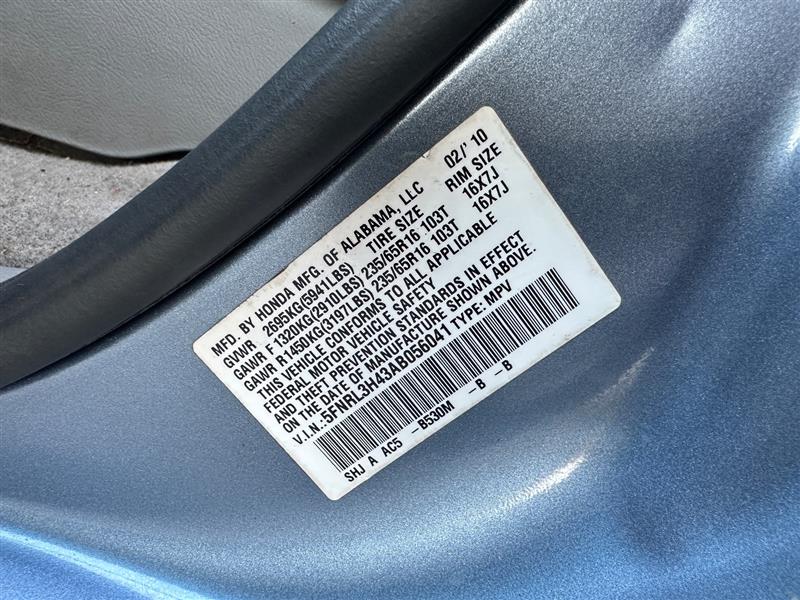 MFD. BY HONDA MFG. OF ALABAMA, LLC 02/'10
GVWR 2695KG(5941LBS) TIRE SIZE RIM SIZE
GAWR F 1320KG(2910LBS) 235/65R16 103T 16X7J
GAWR R 1450KG(3197LBS) 235/65R16 103T 16X7J
THIS VEHICLE CONFORMS TO ALL APPLICABLE
FEDERAL MOTOR VEHICLE SAFETY
AND THEFT PREVENTION STANDARDS IN EFFECT
ON THE DATE OF MANUFACTURE SHOWN ABOVE.
V.I.N.:5FNRL3H43AB056041 TYPE: MPV
SHJ A AC5 -B530M -B -B